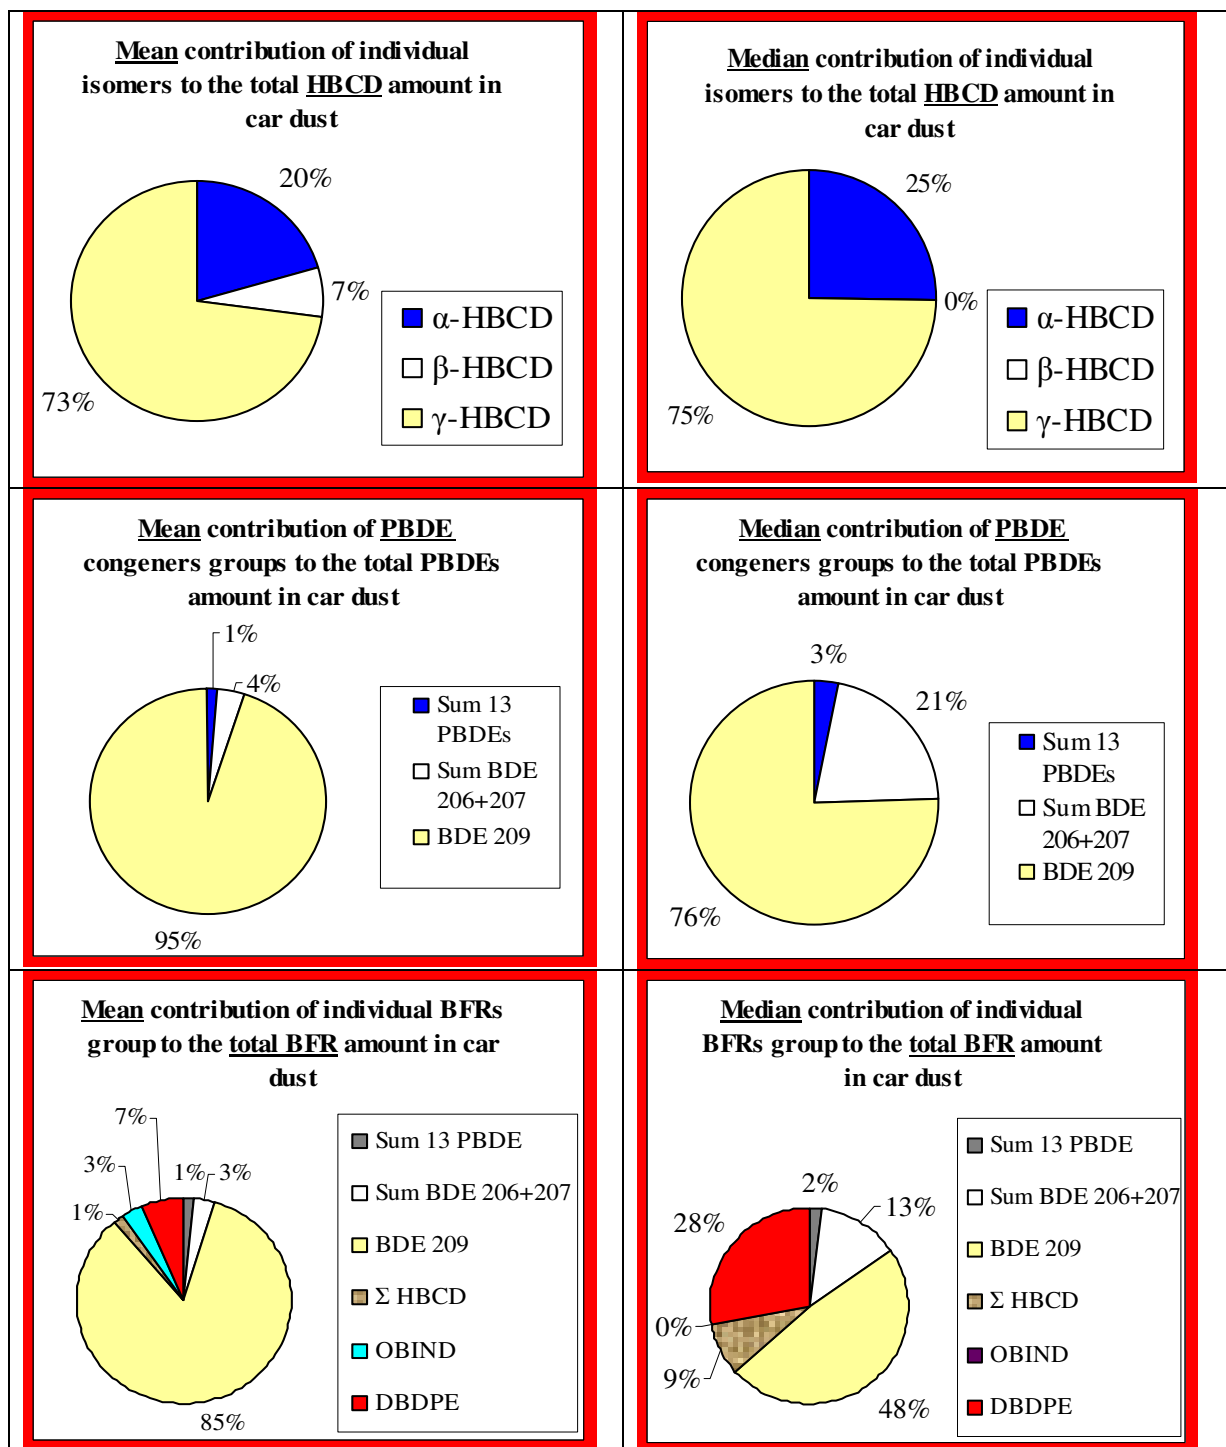 Mean contribution of individual
isomers to the total HBCD amount in
car dust
20%
7%
73%
α-HBCD
β-HBCD
γ-HBCD
Median contribution of individual
isomers to the total HBCD amount in
car dust
25%
0%
75%
α-HBCD
β-HBCD
γ-HBCD
Mean contribution of PBDE
congeners groups to the total PBDEs
amount in car dust
1%
4%
95%
Sum 13
PBDEs
Sum BDE
206+207
BDE 209
Median contribution of PBDE
congeners groups to the total PBDEs
amount in car dust
3%
21%
76%
Sum 13
PBDEs
Sum BDE
206+207
BDE 209
Mean contribution of individual BFRs
group to the total BFR amount in car
dust
7%
3%
1%
1%
3%
85%
Sum 13 PBDE
Sum BDE 206+207
BDE 209
Σ HBCD
OBIND
DBDPE
Median contribution of individual
BFRs group to the total BFR amount
in car dust
2%
13%
28%
0%
9%
48%
Sum 13 PBDE
Sum BDE 206+207
BDE 209
Σ HBCD
OBIND
DBDPE